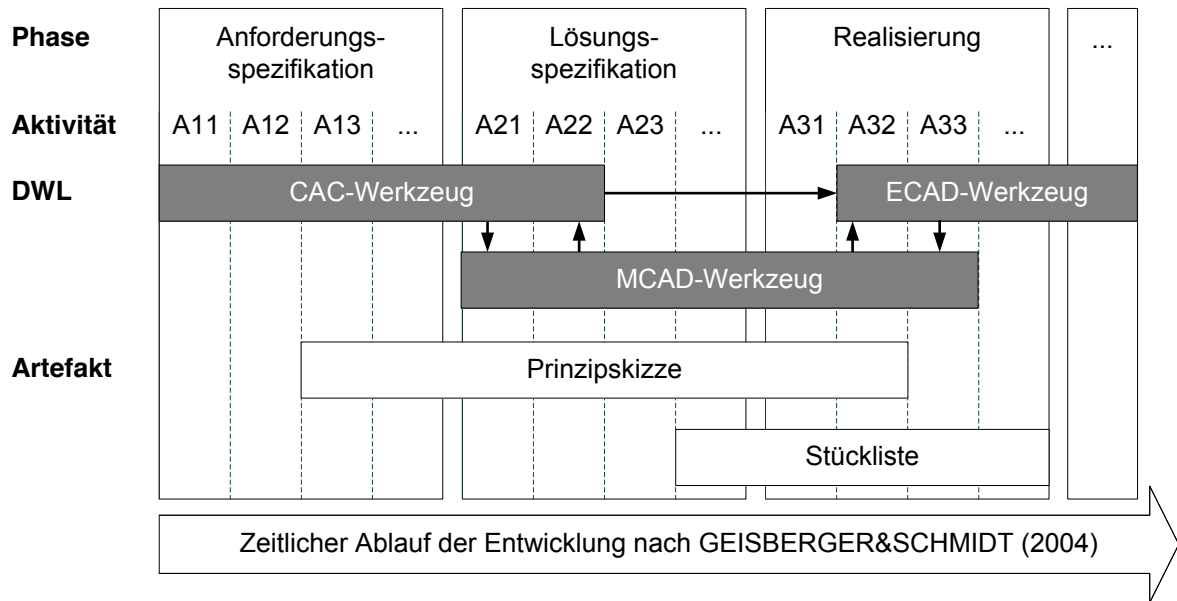 Phase
Anforderungs-
spezifikation
Lösungs-
spezifikation
Realisierung
...
Aktivität
A11 A12 A13 ... A21 A22 A23 ... A31 A32 A33 ...
DWL
CAC-Werkzeug
ECAD-Werkzeug
MCAD-Werkzeug
Artefakt
Prinzipskizze
Stückliste
Zeitlicher Ablauf der Entwicklung nach GEISBERGER&SCHMIDT (2004)